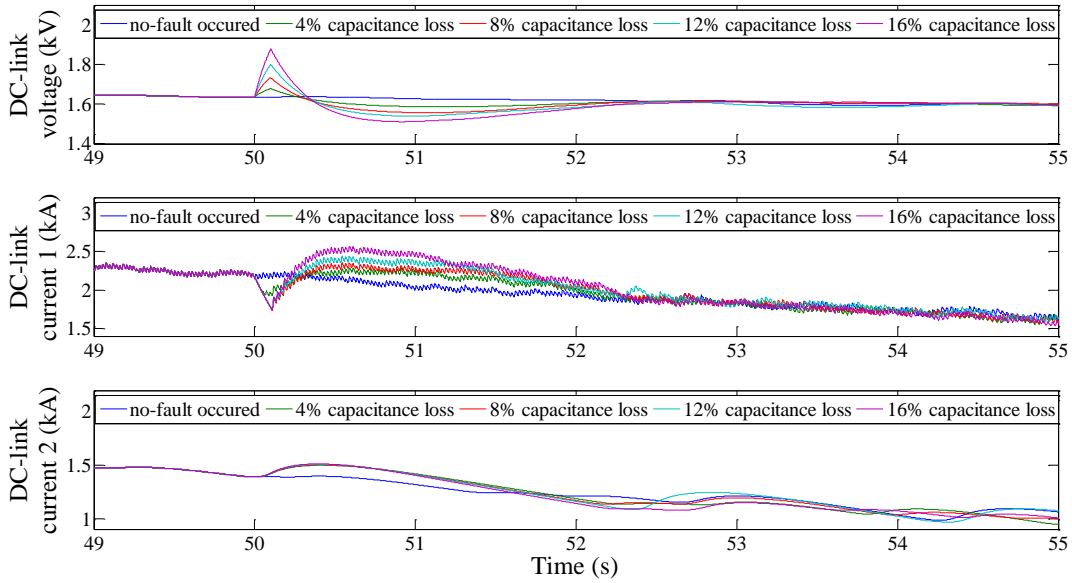 DC-link
voltage (kV)
2
1.8
1.6
1.4
no-fault occured 4% capacitance loss 8% capacitance loss 12% capacitance loss 16% capacitance loss
49 50 51 52 53 54 55
DC-link
current 1 (kA)
3
2.5
2
1.5
no-fault occured 4% capacitance loss 8% capacitance loss 12% capacitance loss 16% capacitance loss
49 50 51 52 53 54 55
DC-link
current 2 (kA)
2
1.5
1
no-fault occured 4% capacitance loss 8% capacitance loss 12% capacitance loss 16% capacitance loss
49 50 51 52 53 54 55
Time (s)